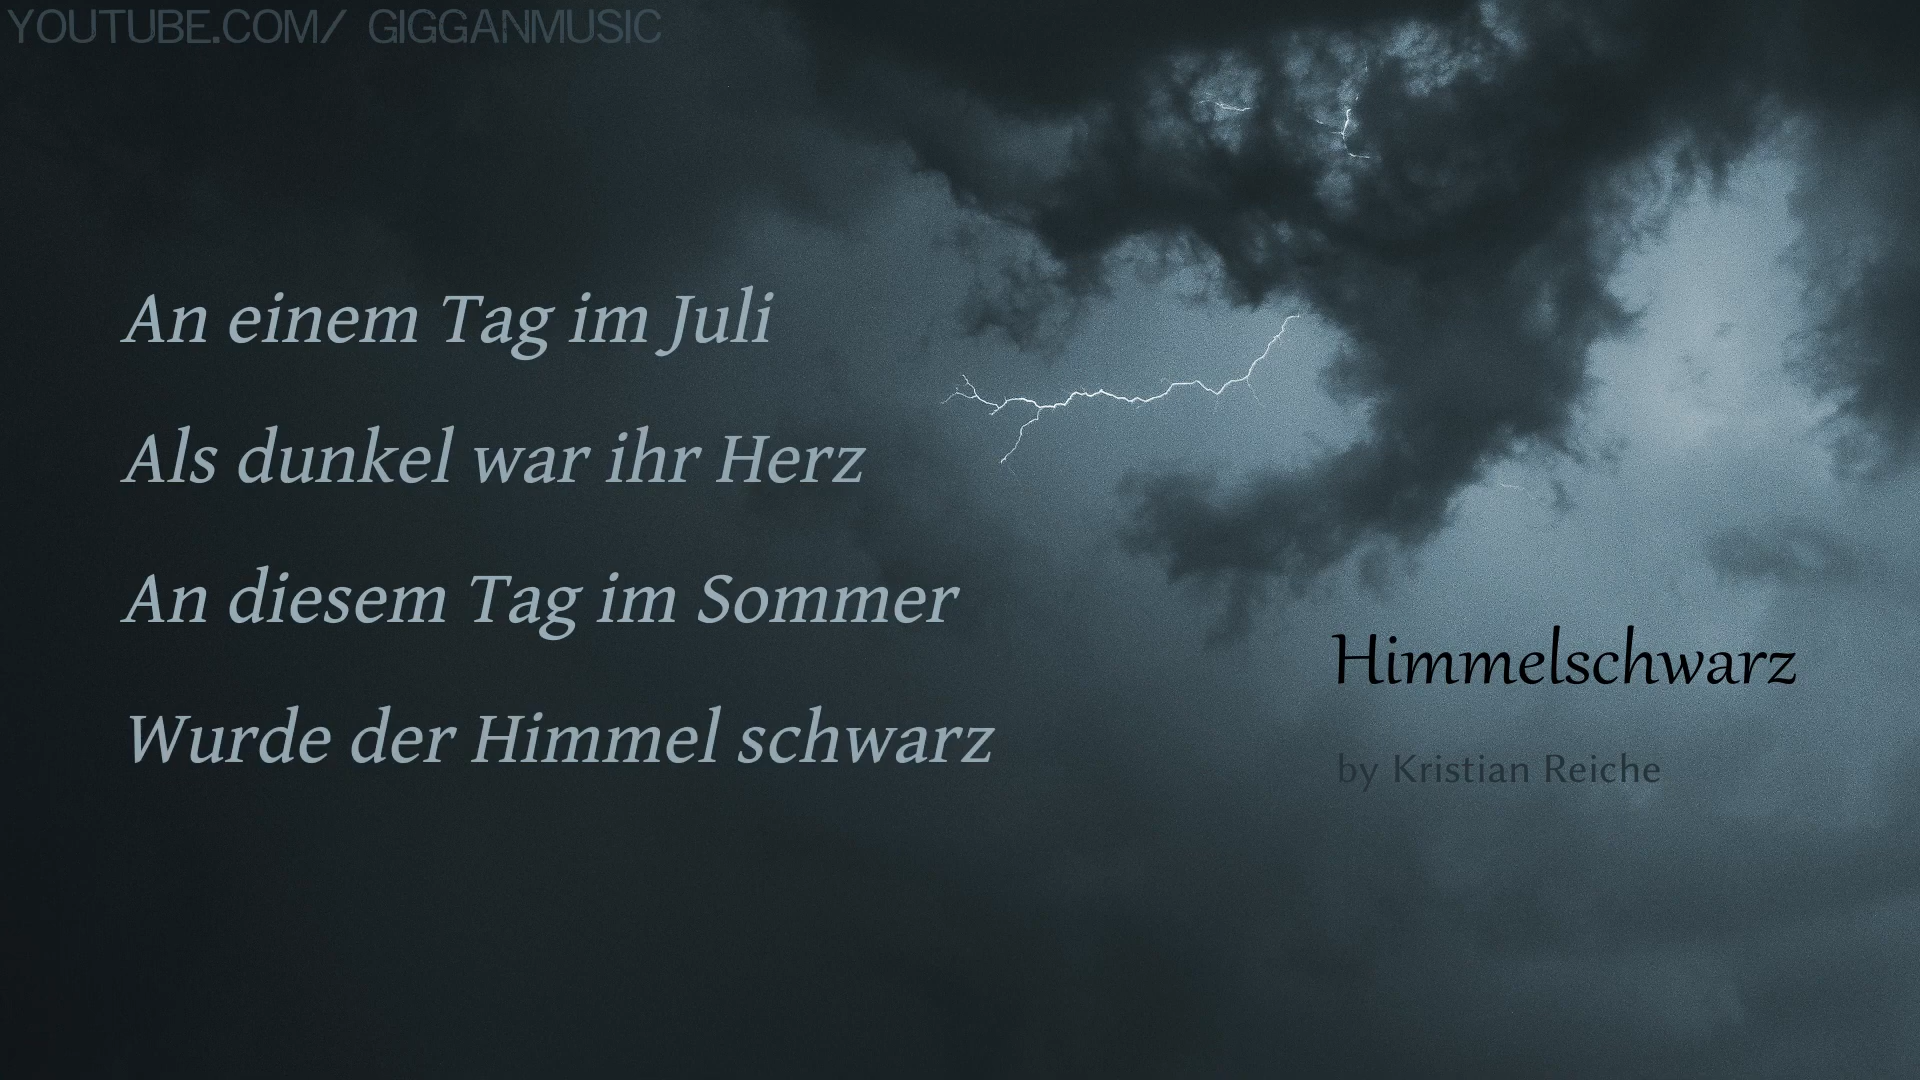 YOUTUBE.COM/ GIGGANMUSIC
An einem Tag im Juli
Als dunkel war ihr Herz
An diesem Tag im Sommer
Wurde der Himmel schwarz
Himmelschwarz
by Kristian Reiche